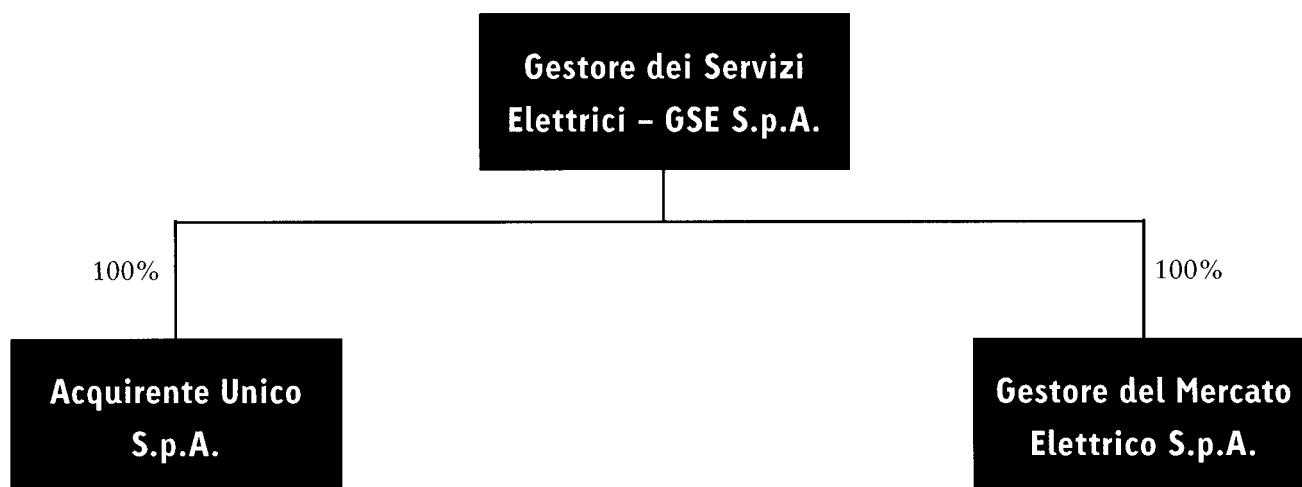 Gestore dei Servizi
Elettrici – GSE S.p.A.
100%
100%
Acquirente Unico
S.p.A.
Gestore del Mercato
Elettrico S.p.A.